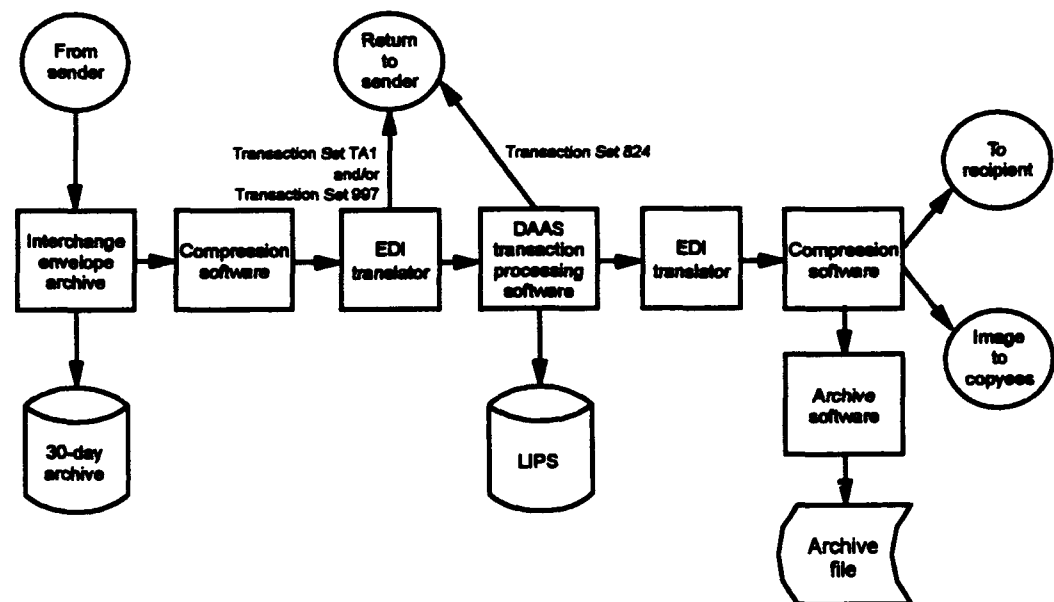 From
sender
Return
to
sender
Transaction Set TA1
and/or
Transaction Set 997
Transaction Set 824
To
recipient
Interchange
envelope
archive
Compression
software
EDI
translator
DAAS
transaction
processing
software
EDI
translator
Compression
software
Image
to
copyees
30-day
archive
LIPS
Archive
software
Archive
file